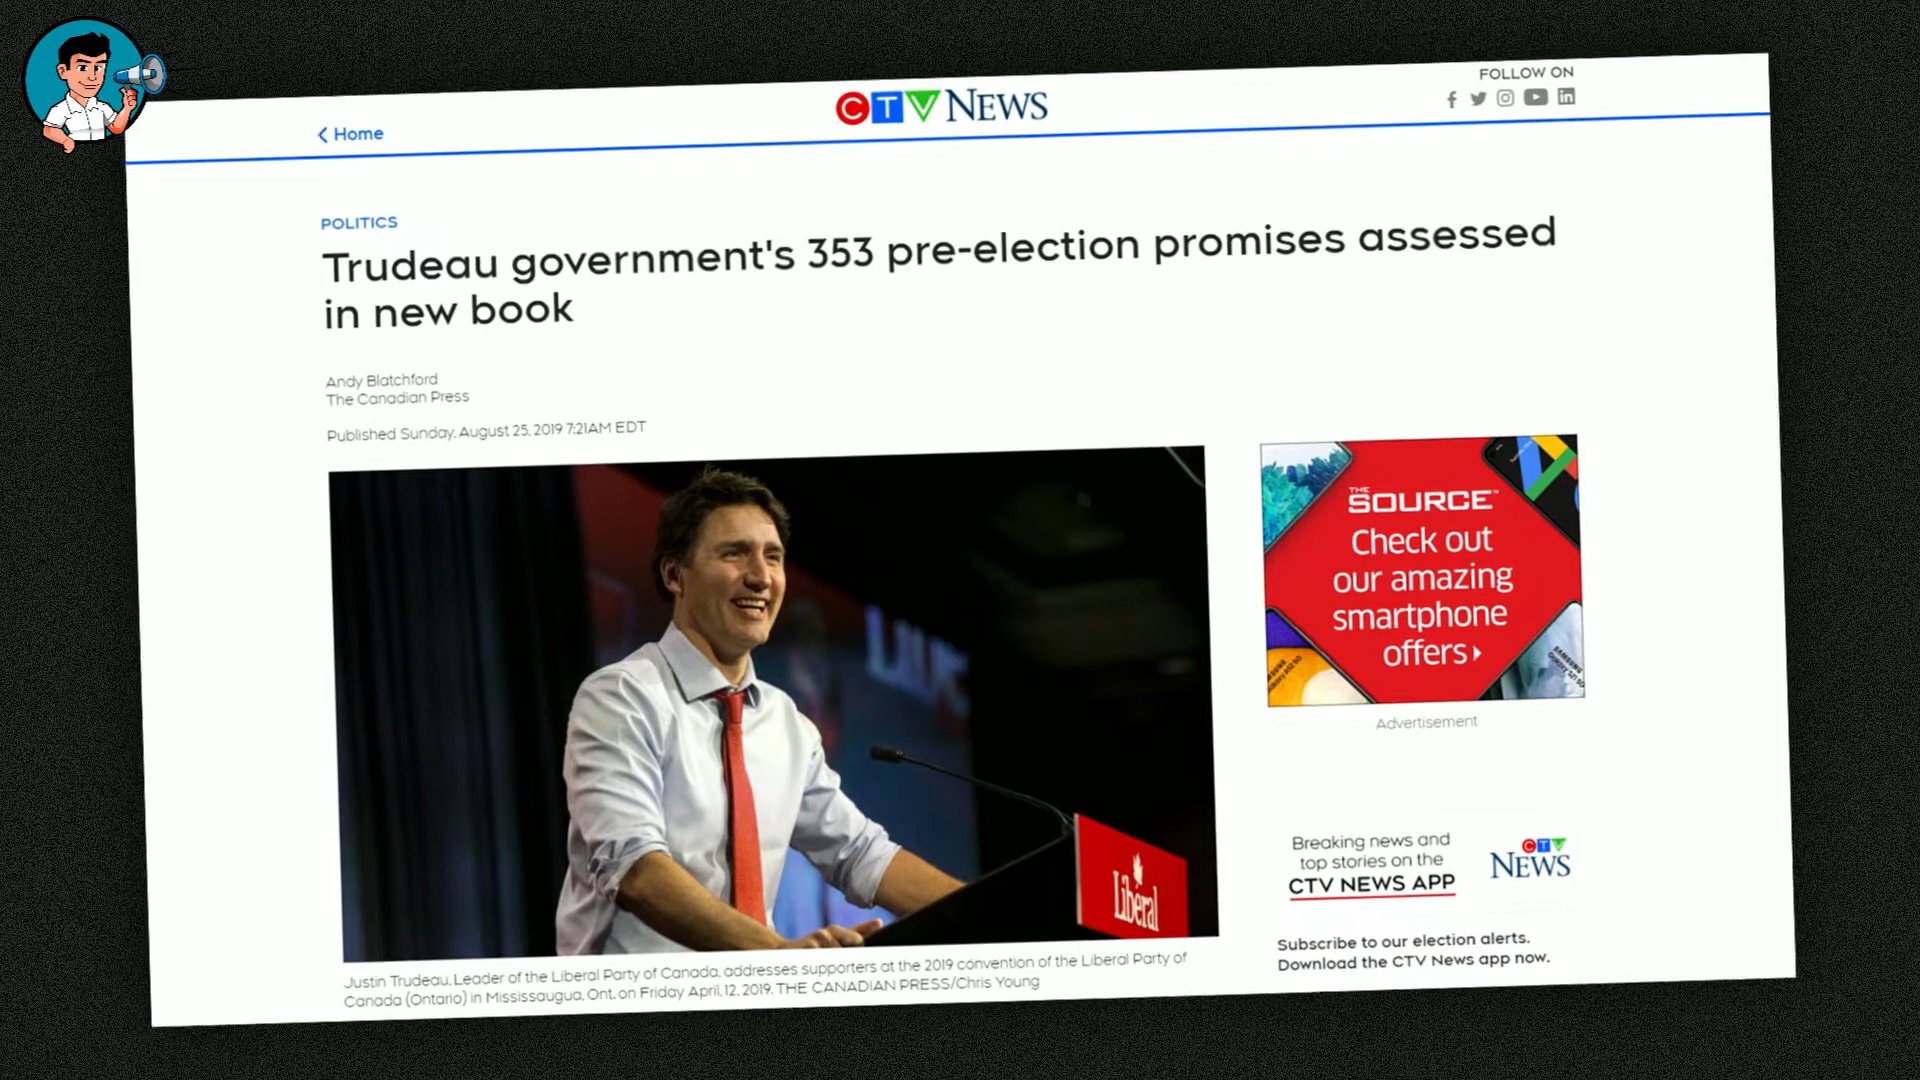 FOLLOW ON
CTV NEWS
Home
POLITICS
Trudeau government's 353 pre-election promises assessed
in new book
Andy Blatchford
The Canadian Press
Published Sunday, August 25, 2019 7:21AM EDT
THE
SOURCE
Check out
our amazing
smartphone
offers
Advertisement
Liberal
Breaking news and
top stories on the
CTV NEWS APP
CTV
NEWS
Subscribe to our election alerts.
Download the CTV News app now.
Justin Trudeau, Leader of the Liberal Party of Canada, addresses supporters at the 2019 convention of the Liberal Party of
Canada (Ontario) in Mississaugua, Ont. on Friday April, 12, 2019. THE CANADIAN PRESS/Chris Young